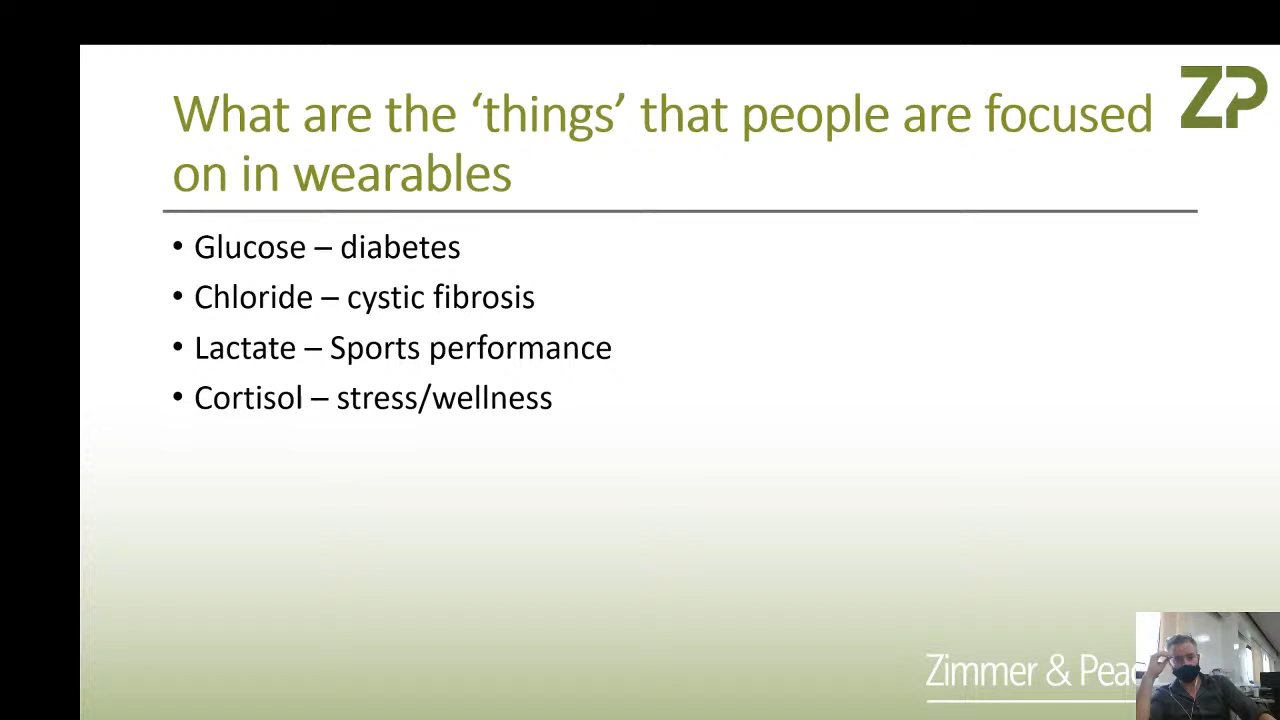 ZP
What are the ‘things’ that people are focused
on in wearables
• Glucose – diabetes
• Chloride – cystic fibrosis
• Lactate – Sports performance
• Cortisol – stress/wellness
Zimmer &